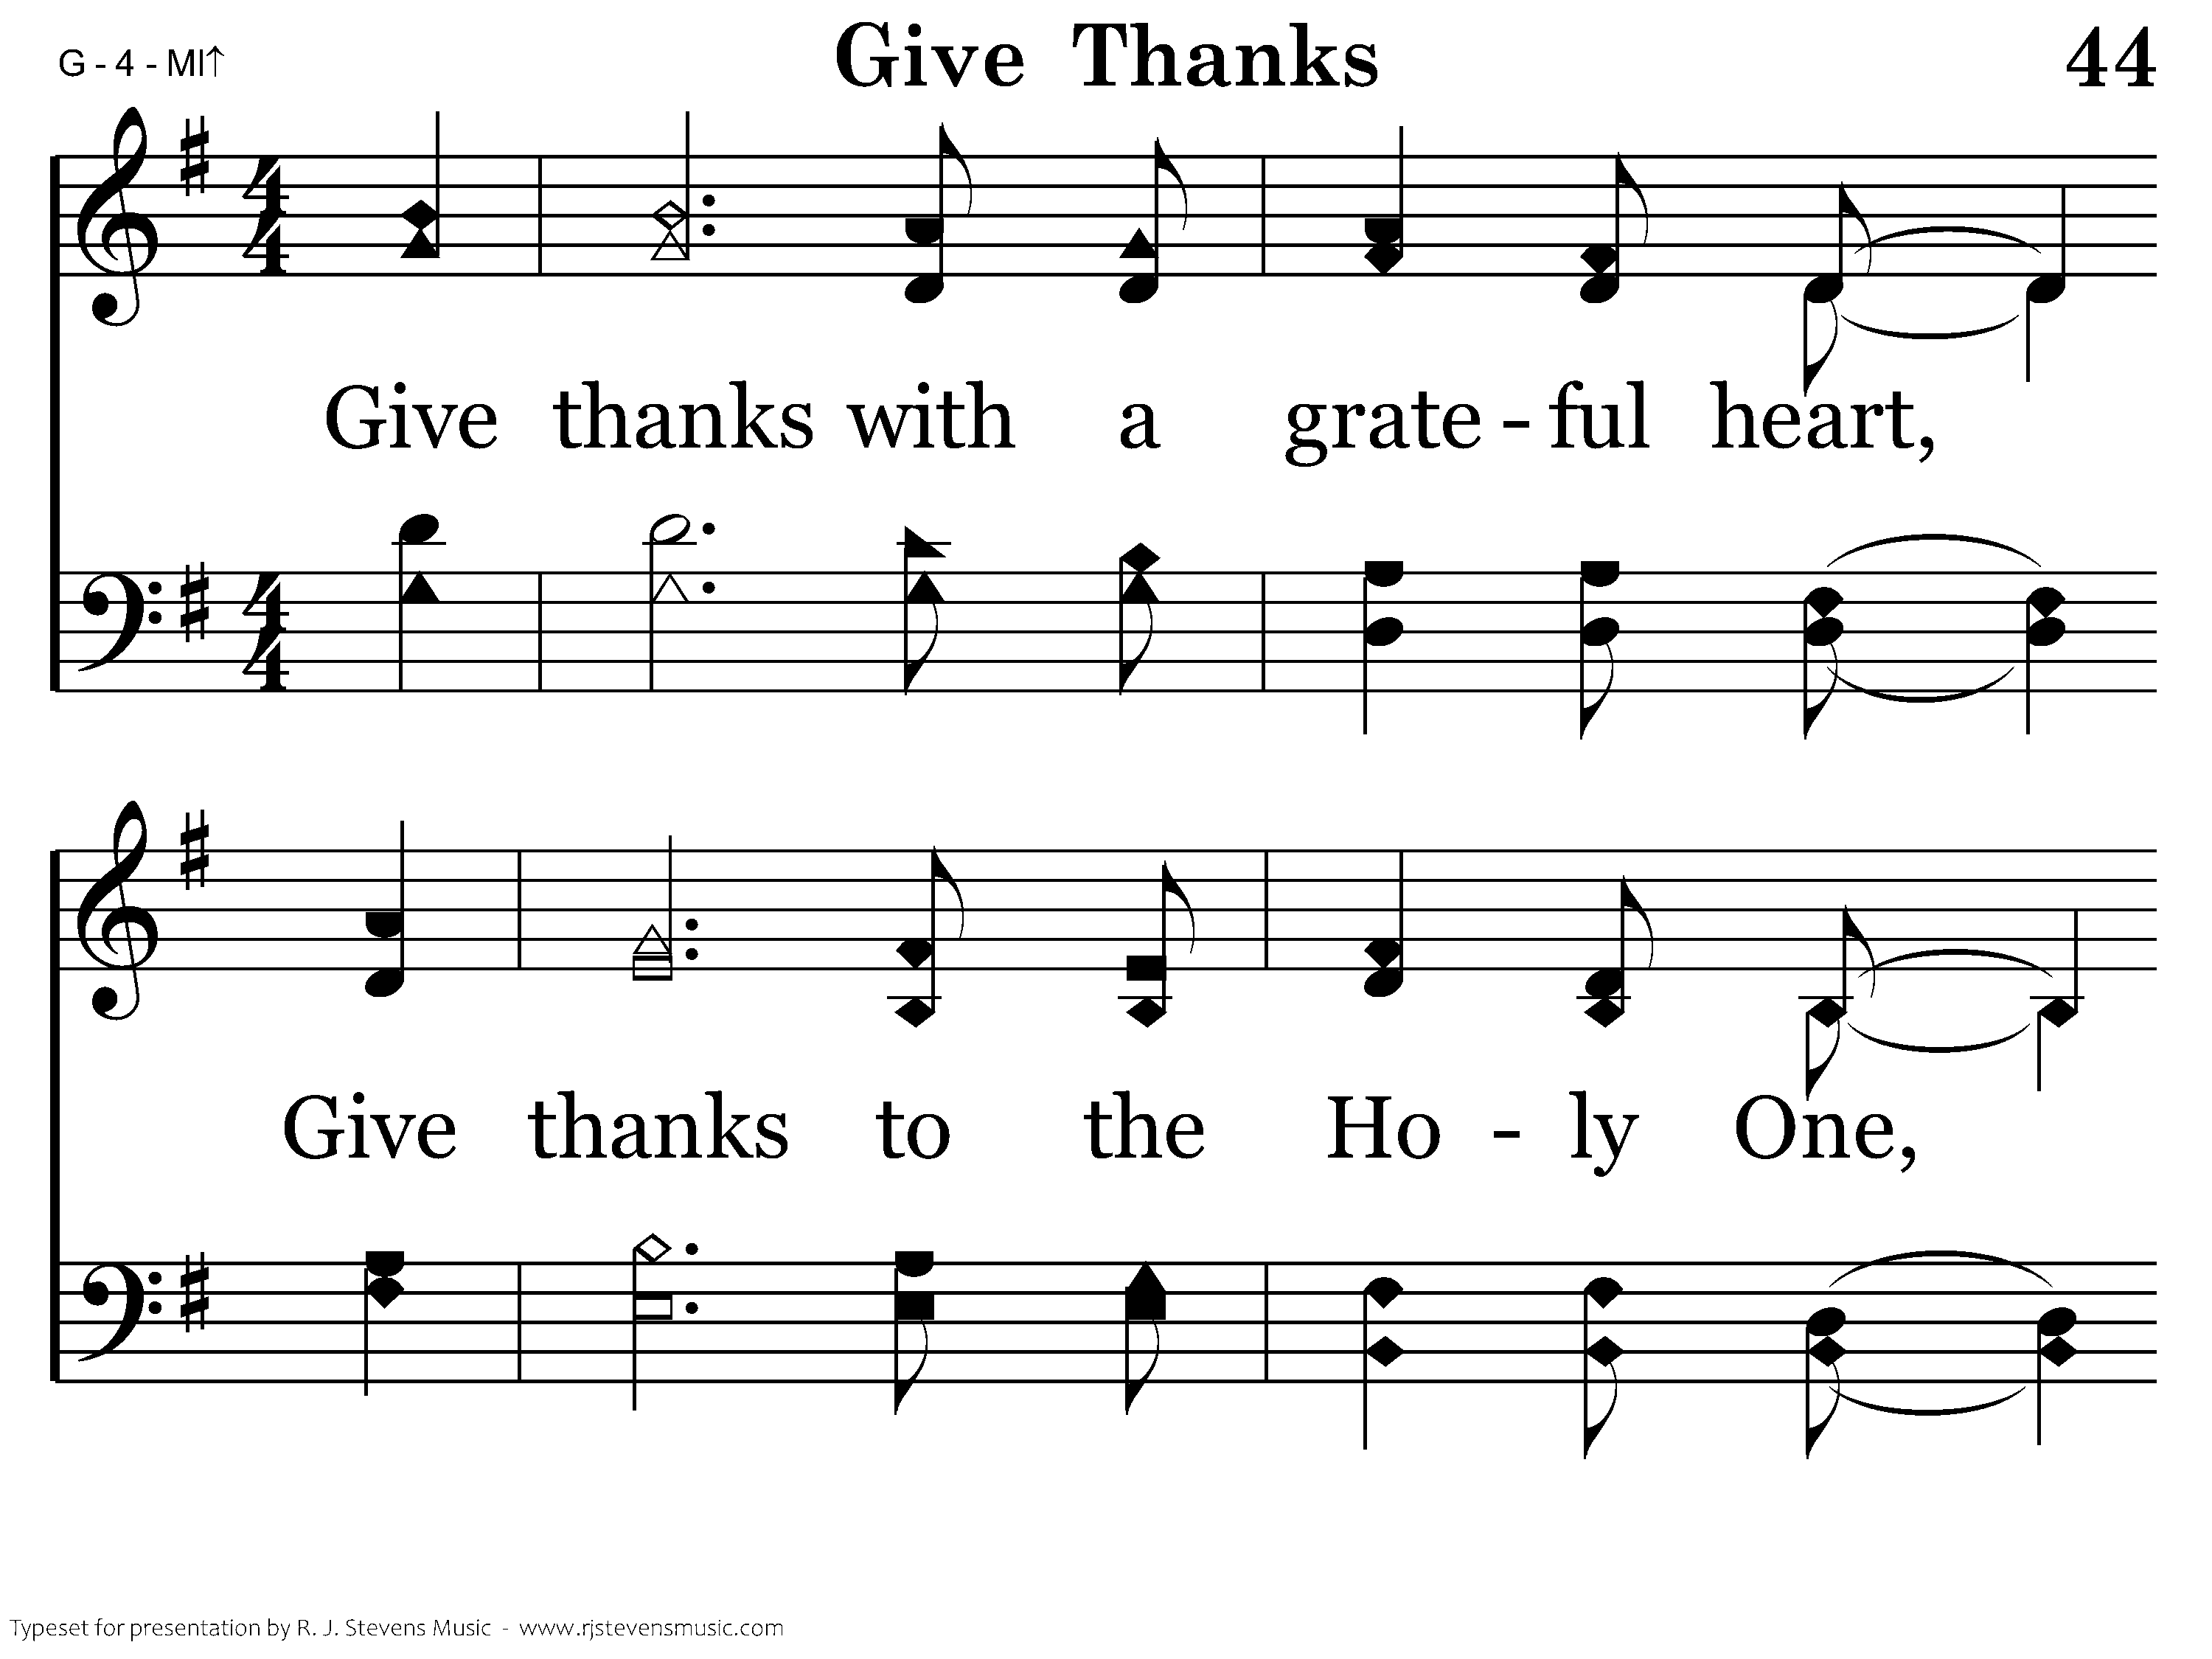 G - 4 - MI↑
Give Thanks
44
Give thanks with a grate - ful heart,
Give thanks to the Ho - ly One,
Typeset for presentation by R. J. Stevens Music - www.rjstevensmusic.com